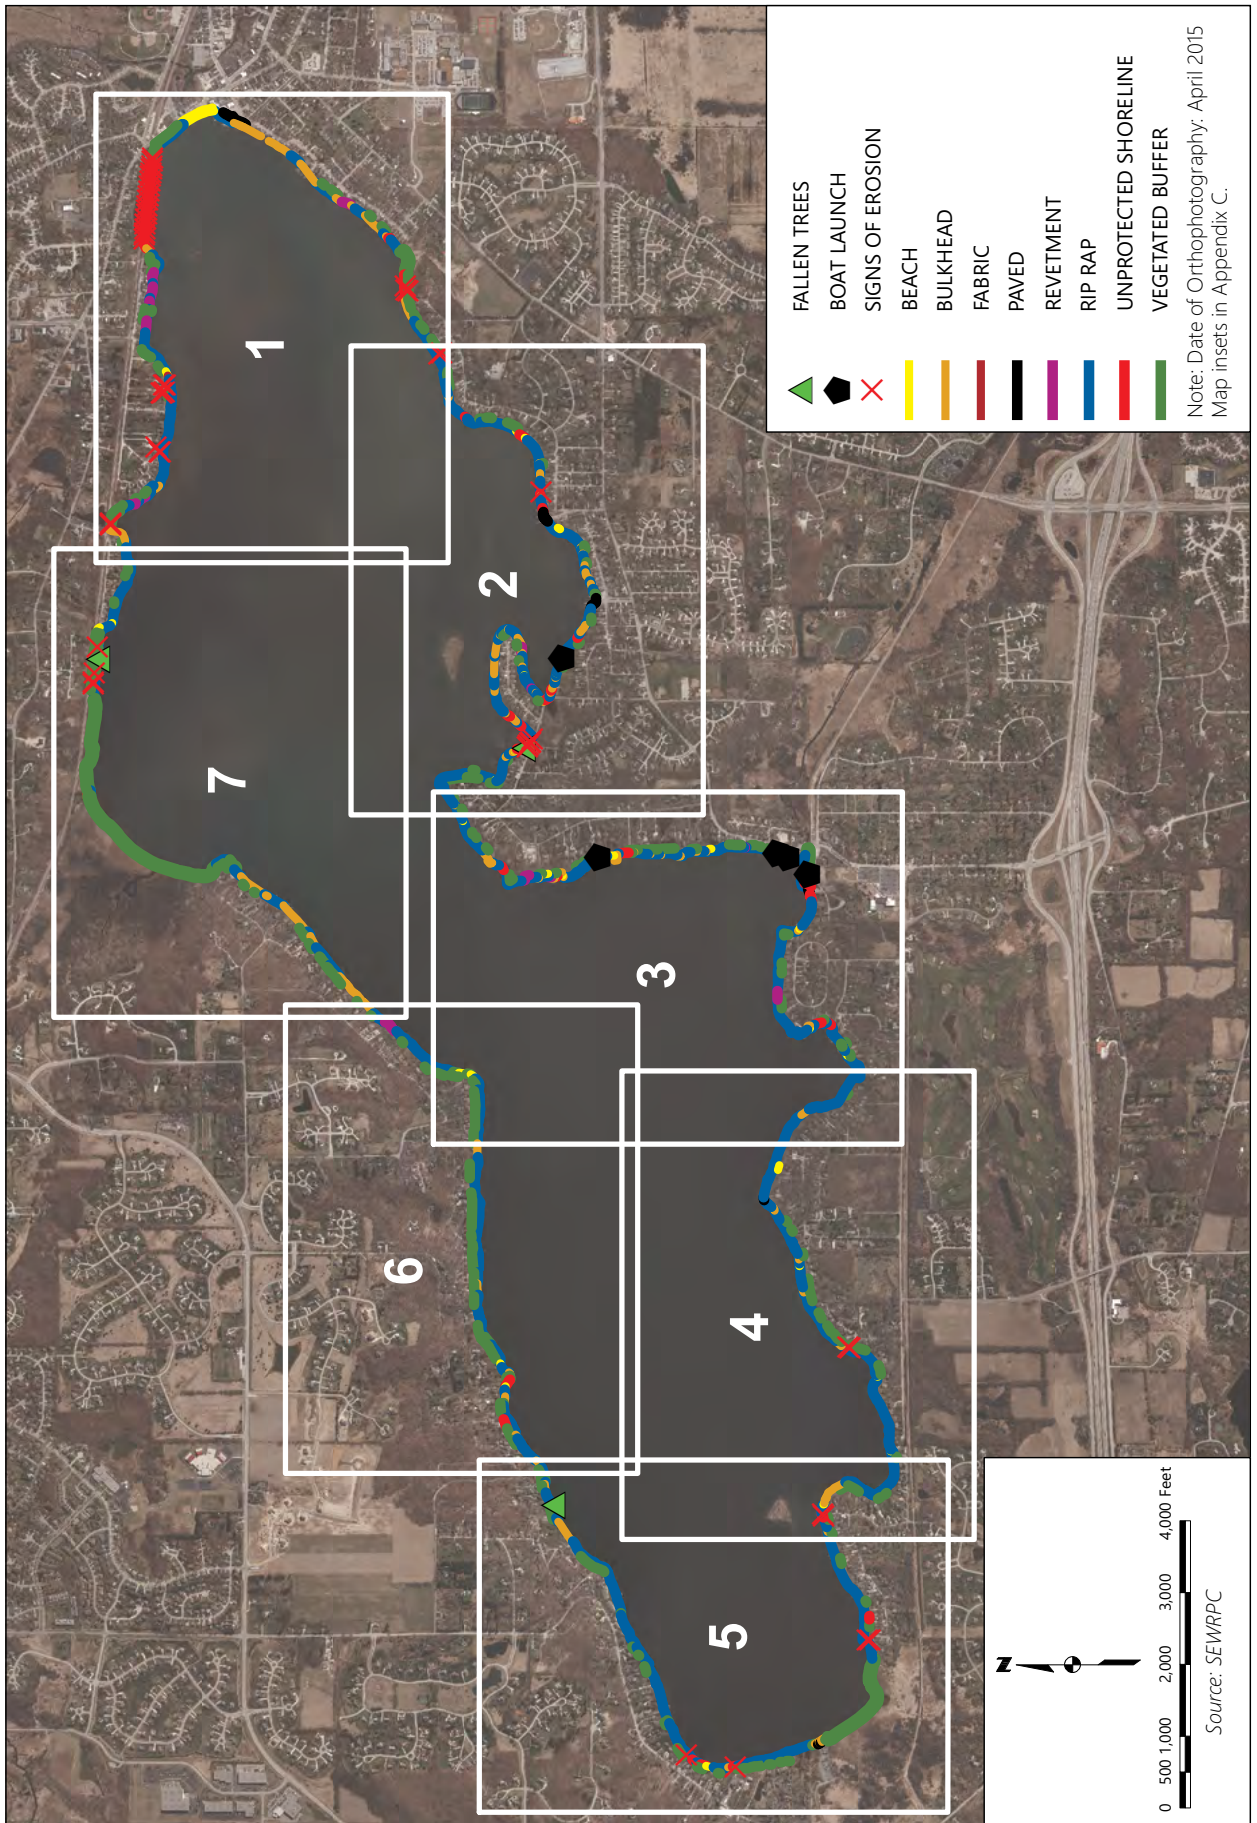 1
2
3
4
5
6
7
FALLEN TREES
BOAT LAUNCH
SIGNS OF EROSION
BEACH
BULKHEAD
FABRIC
PAVED
REVETMENT
RIP RAP
UNPROTECTED SHORELINE
VEGETATED BUFFER
Note: Date of Orthophotography: April 2015
Map insets in Appendix C.
N
0 500 1,000 2,000 3,000 4,000 Feet
Source: SEWRPC